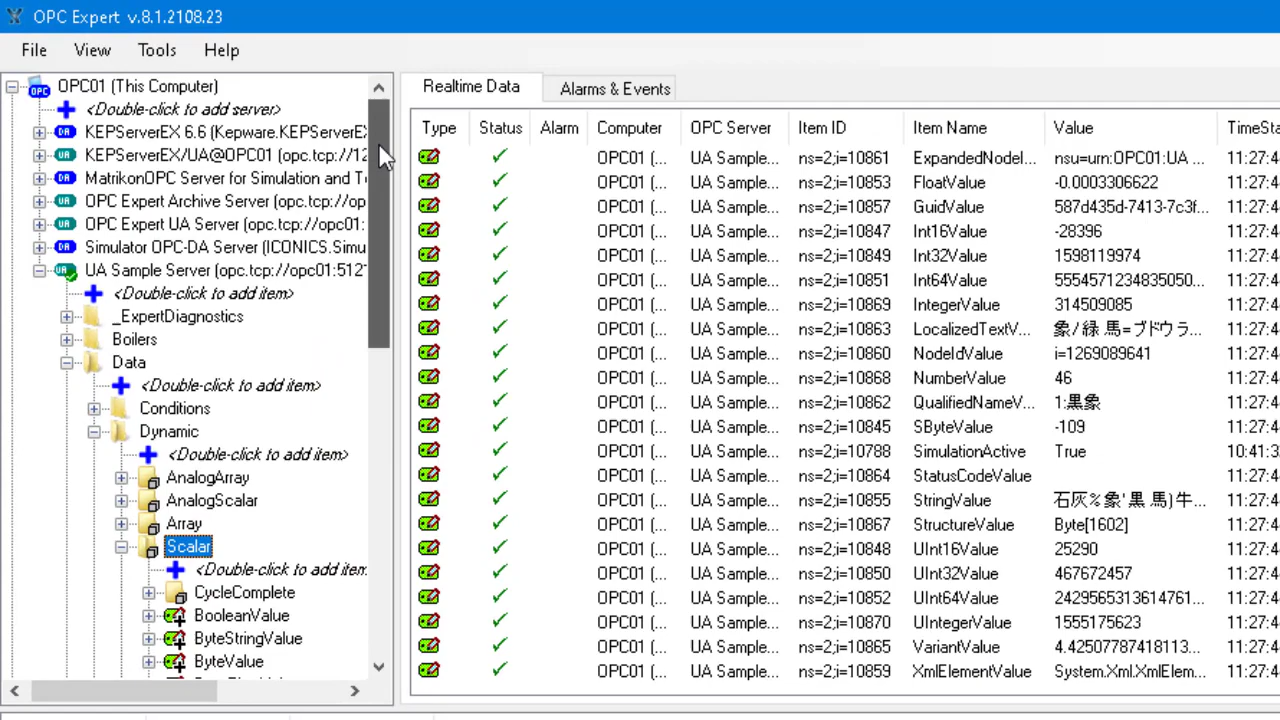 OPC Expert v.8.1.2108.23
File View Tools Help
OPC01 (This Computer)
<Double-click to add server>
KEPServerEX 6.6 (Kepware.KEPServerE
KEPServerEX/UA@OPC01 (opc.tcp://12
MatrikonOPC Server for Simulation and T
OPC Expert Archive Server (opc.tcp://op
OPC Expert UA Server (opc.tcp://opc01:
Simulator OPC-DA Server (ICONICS.Simu
UA Sample Server (opc.tcp://opc01:512
<Double-click to add item>
_ExpertDiagnostics
Boilers
Data
<Double-click to add item>
Conditions
Dynamic
<Double-click to add item>
AnalogArray
AnalogScalar
Array
Scalar
<Double-click to add item
CycleComplete
BooleanValue
ByteStringValue
ByteValue
Realtime Data Alarms & Events
Type Status Alarm Computer OPC Server Item ID Item Name Value TimeSta
OPC01 (... UA Sample... ns=2;i=10861 ExpandedNodeI... nsu=urn:OPC01:UA ... 11:27:4
OPC01 (... UA Sample... ns=2;i=10853 FloatValue -0.0003306622 11:27:4
OPC01 (... UA Sample... ns=2;i=10857 GuidValue 587d435d-7413-7c3f... 11:27:4
OPC01 (... UA Sample... ns=2;i=10847 Int16Value -28396 11:27:4
OPC01 (... UA Sample... ns=2;i=10849 Int32Value 1598119974 11:27:4
OPC01 (... UA Sample... ns=2;i=10851 Int64Value 5554571234835050... 11:27:4
OPC01 (... UA Sample... ns=2;i=10869 IntegerValue 314509085 11:27:4
OPC01 (... UA Sample... ns=2;i=10863 LocalizedTextV... 象/ 緑 馬=ブドウ ラ... 11:27:4
OPC01 (... UA Sample... ns=2;i=10860 NodeIdValue i=1269089641 11:27:4
OPC01 (... UA Sample... ns=2;i=10868 NumberValue 46 11:27:4
OPC01 (... UA Sample... ns=2;i=10862 QualifiedNameV... 1:黒象 11:27:4
OPC01 (... UA Sample... ns=2;i=10845 SByteValue -109 11:27:4
OPC01 (... UA Sample... ns=2;i=10788 SimulationActive True 10:41:3
OPC01 (... UA Sample... ns=2;i=10864 StatusCodeValue 11:27:4
OPC01 (... UA Sample... ns=2;i=10855 StringValue 石灰% 象' 黒 馬) 牛... 11:27:4
OPC01 (... UA Sample... ns=2;i=10867 StructureValue Byte[1602] 11:27:4
OPC01 (... UA Sample... ns=2;i=10848 UInt16Value 25290 11:27:4
OPC01 (... UA Sample... ns=2;i=10850 UInt32Value 467672457 11:27:4
OPC01 (... UA Sample... ns=2;i=10852 UInt64Value 2429565313614761... 11:27:4
OPC01 (... UA Sample... ns=2;i=10870 UIntegerValue 1555175623 11:27:4
OPC01 (... UA Sample... ns=2;i=10865 VariantValue 4.42507787418113... 11:27:4
OPC01 (... UA Sample... ns=2;i=10859 XmlElementValue System.Xml.XmlElem... 11:27:4